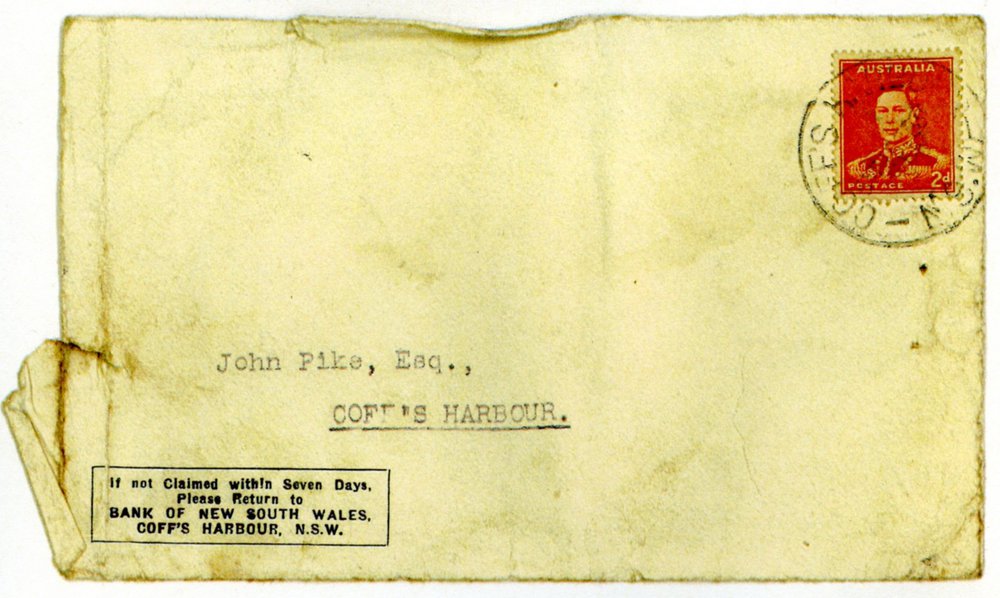 AUSTRALIA
POSTAGE 2d
COFF'S
N.S.W
John Pike, Esq.,
COFF'S HARBOUR.
If not Claimed within Seven Days,
Please Return to
BANK OF NEW SOUTH WALES,
COFF'S HARBOUR, N.S.W.